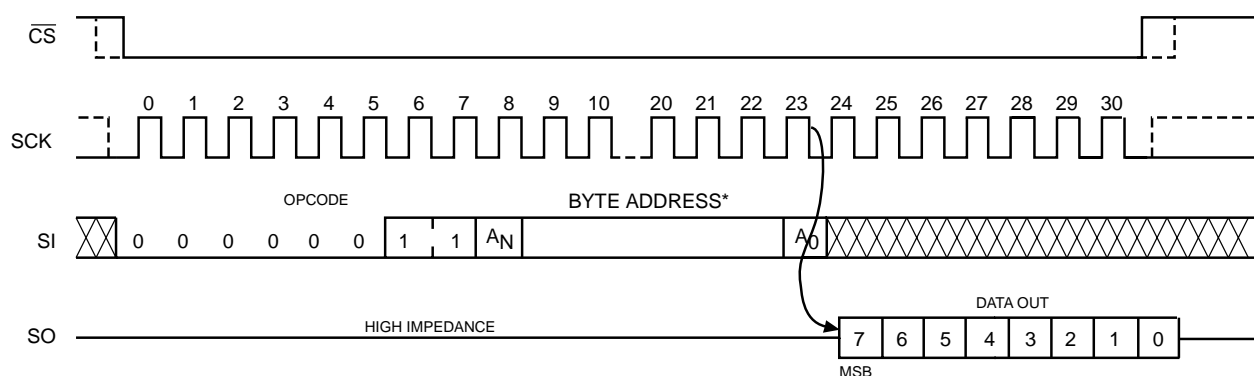 CS
0 1 2 3 4 5 6 7 8 9 10 20 21 22 23 24 25 26 27 28 29 30
SCK
OPCODE BYTE ADDRESS*
SI 0 0 0 0 0 0 1 1 AN A0
DATA OUT
SO HIGH IMPEDANCE 7 6 5 4 3 2 1 0
MSB